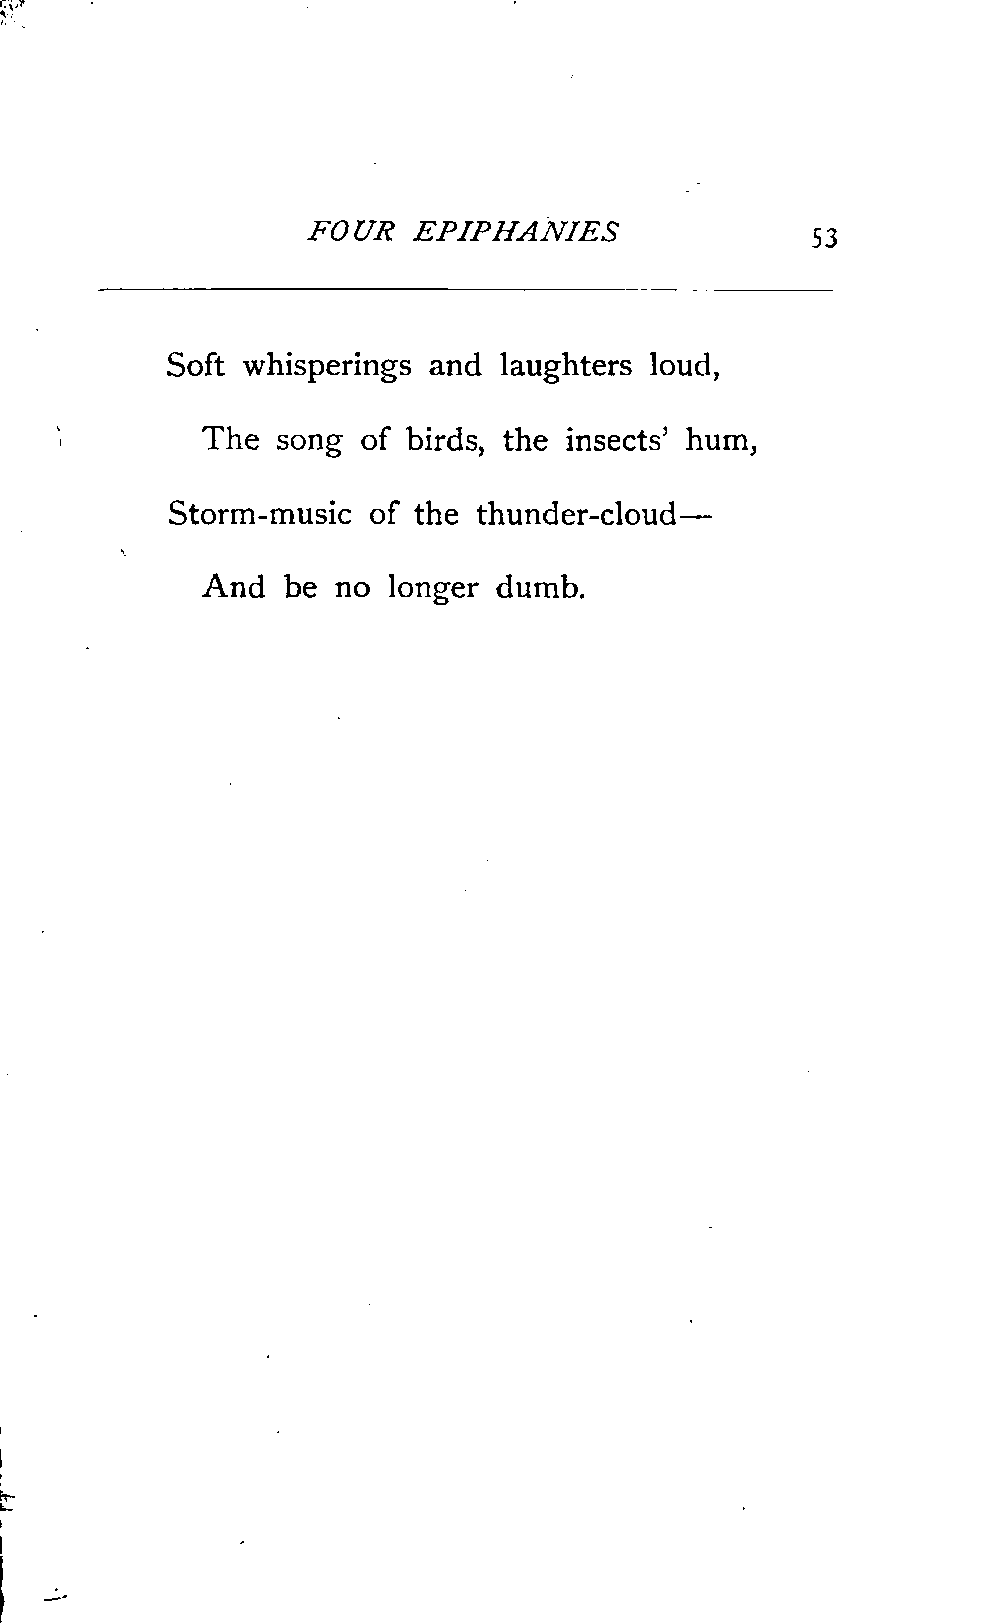 FOUR EPIPHANIES 53
Soft whisperings and laughters loud,
The song of birds, the insects’ hum,
Storm-music of the thunder-cloud—
And be no longer dumb.